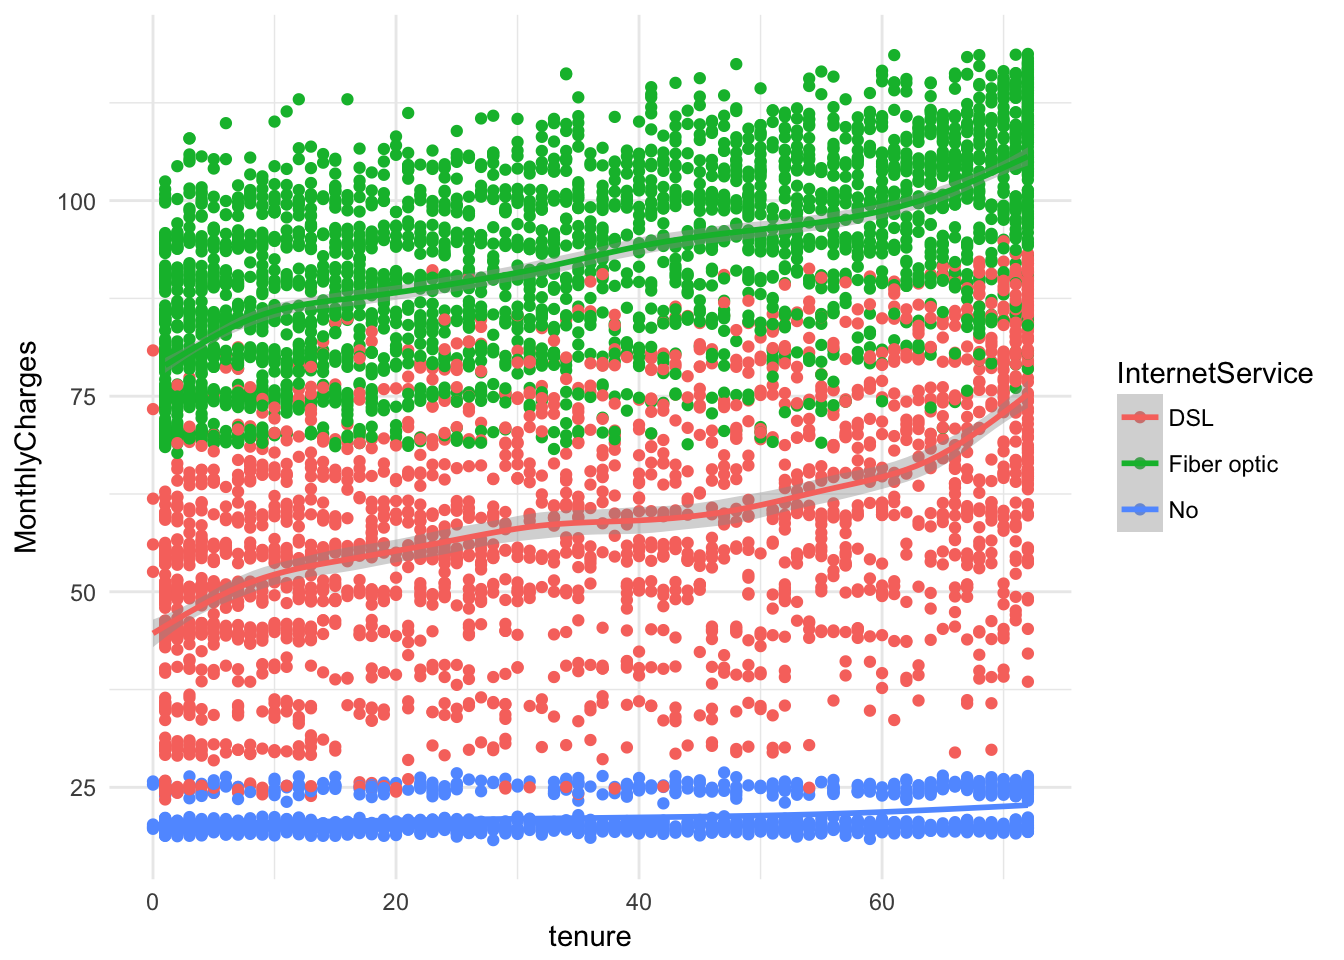 MonthlyCharges
100
75
50
25
0
20
40
60
tenure
InternetService
DSL
Fiber optic
No